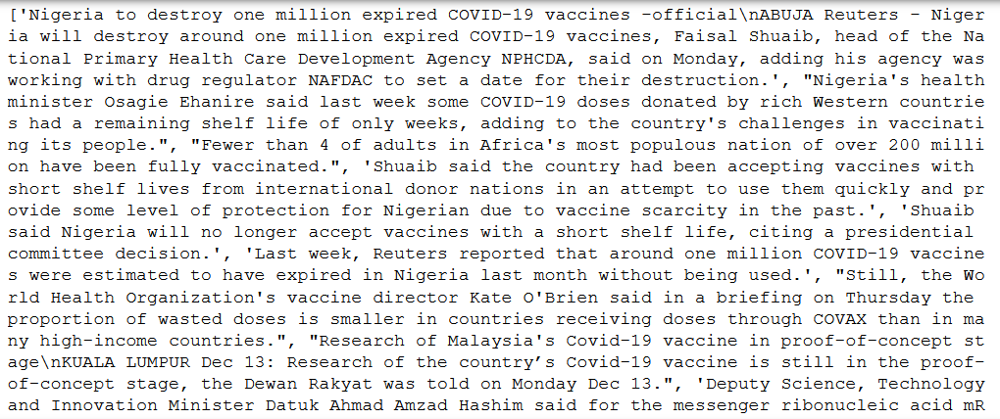 ['Nigeria to destroy one million expired COVID-19 vaccines -official\nABUJA Reuters - Niger
ia will destroy around one million expired COVID-19 vaccines, Faisal Shuaib, head of the Na
tional Primary Health Care Development Agency NPHCDA, said on Monday, adding his agency was
working with drug regulator NAFDAC to set a date for their destruction.', "Nigeria's health
minister Osagie Ehanire said last week some COVID-19 doses donated by rich Western countrie
s had a remaining shelf life of only weeks, adding to the country's challenges in vaccinati
ng its people.", "Fewer than 4 of adults in Africa's most populous nation of over 200 milli
on have been fully vaccinated.", 'Shuaib said the country had been accepting vaccines with
short shelf lives from international donor nations in an attempt to use them quickly and pr
ovide some level of protection for Nigerian due to vaccine scarcity in the past.', 'Shuaib
said Nigeria will no longer accept vaccines with a short shelf life, citing a presidential
committee decision.', 'Last week, Reuters reported that around one million COVID-19 vaccine
s were estimated to have expired in Nigeria last month without being used.', "Still, the Wo
rld Health Organization's vaccine director Kate O'Brien said in a briefing on Thursday the
proportion of wasted doses is smaller in countries receiving doses through COVAX than in ma
ny high-income countries.", "Research of Malaysia's Covid-19 vaccine in proof-of-concept st
age\nKUALA LUMPUR Dec 13: Research of the country’s Covid-19 vaccine is still in the proof-
of-concept stage, the Dewan Rakyat was told on Monday Dec 13.", 'Deputy Science, Technology
and Innovation Minister Datuk Ahmad Amzad Hashim said for the messenger ribonucleic acid mR